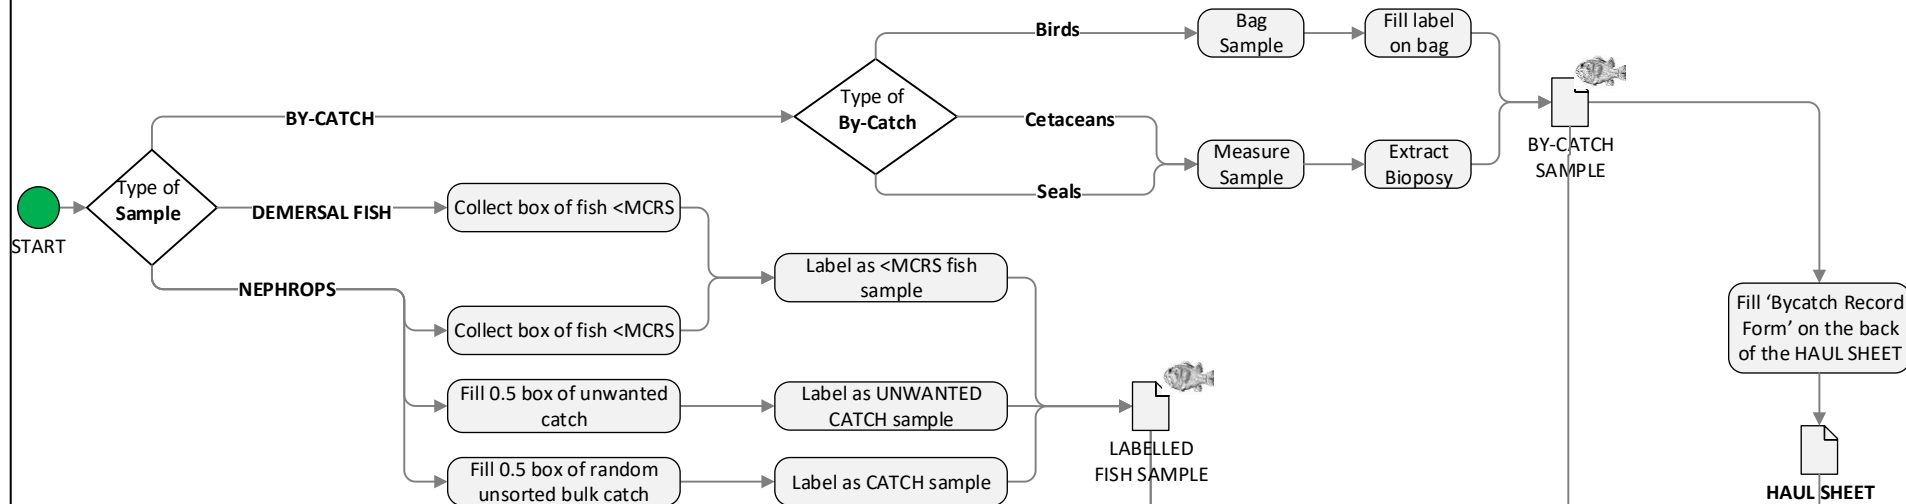 Birds
Bag
Sample
Fill label
on bag
BY-CATCH
Type of
By-Catch
Cetaceans
Seals
Measure
Sample
Extract
Bioposy
BY-CATCH
SAMPLE
START
Type of
Sample
DEMERSAL FISH
Collect box of fish <MCRS
NEPHROPS
Label as <MCRS fish
sample
Collect box of fish <MCRS
Fill 0.5 box of unwanted
catch
Label as UNWANTED
CATCH sample
Fill 0.5 box of random
unsorted bulk catch
Label as CATCH sample
LABELLED
FISH SAMPLE
Fill ‘Bycatch Record
Form’ on the back
of the HAUL SHEET
HAUL SHEET